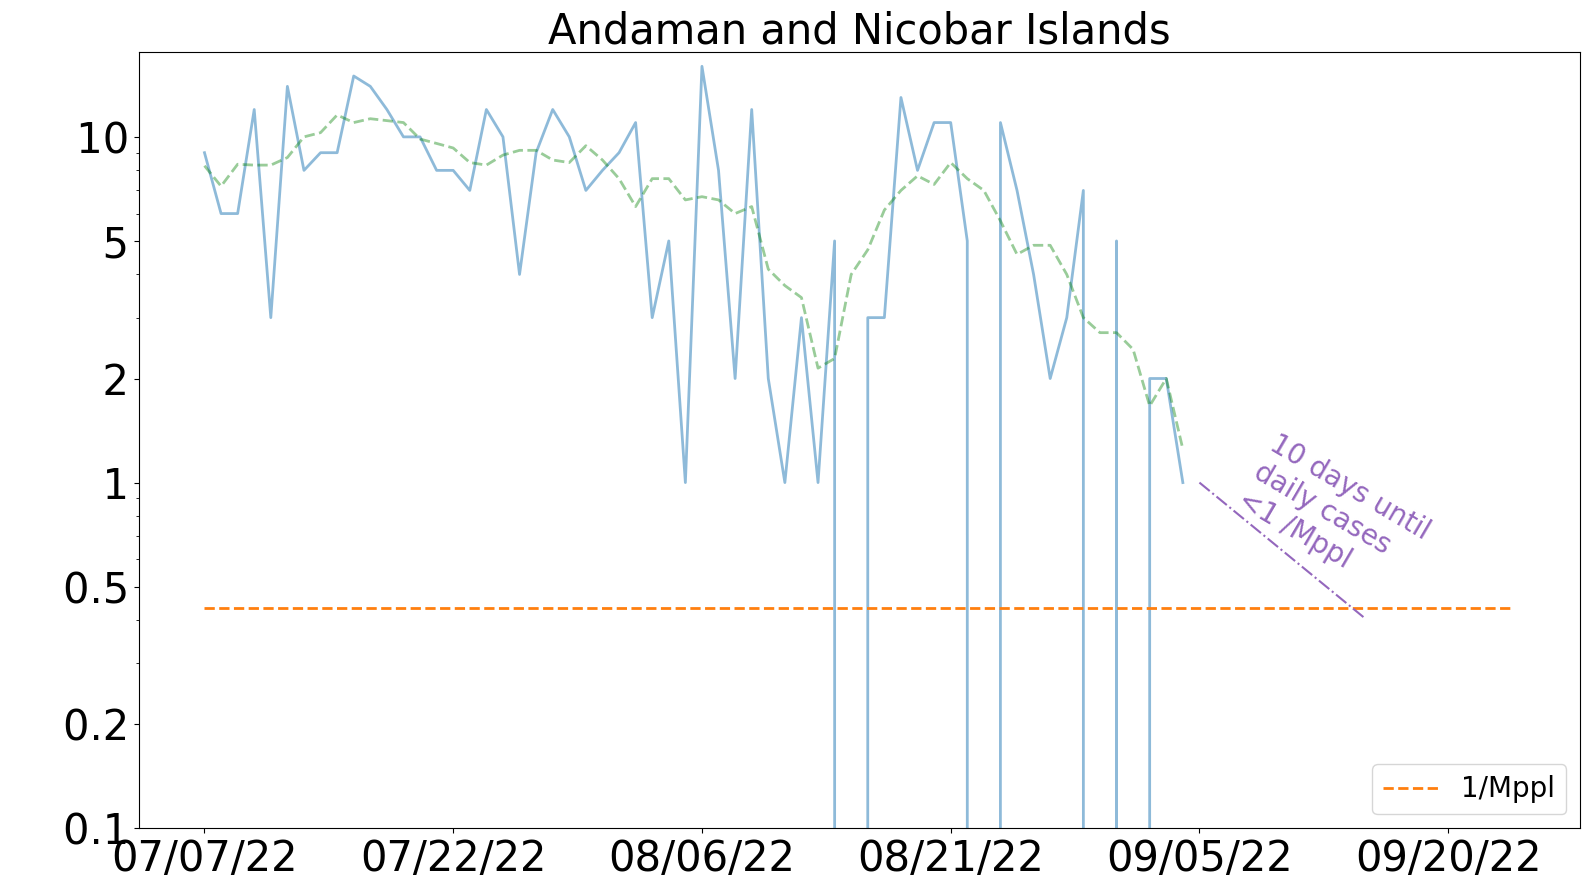 Andaman and Nicobar Islands
10
5
2
1
0.5
0.2
0.1
10 days until
daily cases
<1 /Mppl
1/Mppl
07/07/22 07/22/22 08/06/22 08/21/22 09/05/22 09/20/22